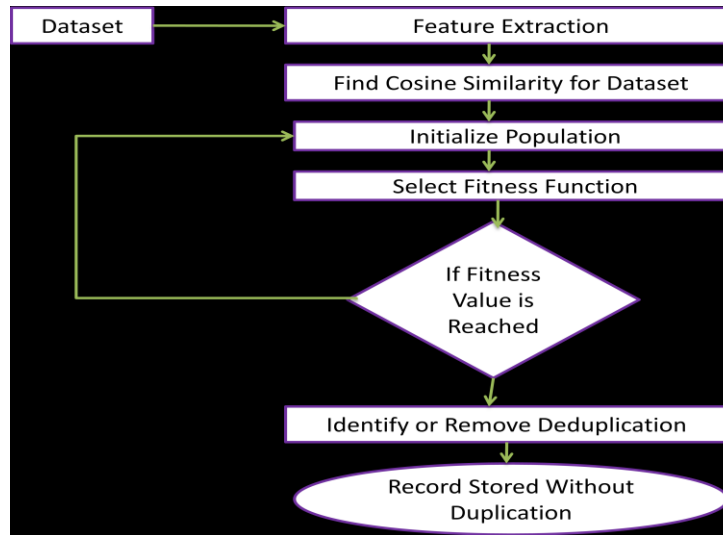 Dataset
Feature Extraction
Find Cosine Similarity for Dataset
Initialize Population
Select Fitness Function
If Fitness
Value is
Reached
Identify or Remove Deduplication
Record Stored Without
Duplication